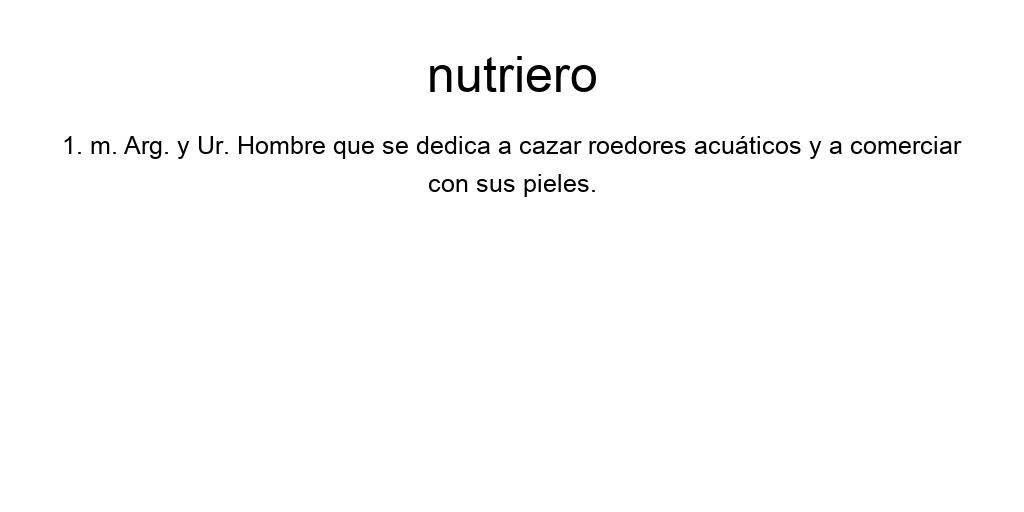 nutriero
1. m. Arg. y Ur. Hombre que se dedica a cazar roedores acuáticos y a comerciar
con sus pieles.